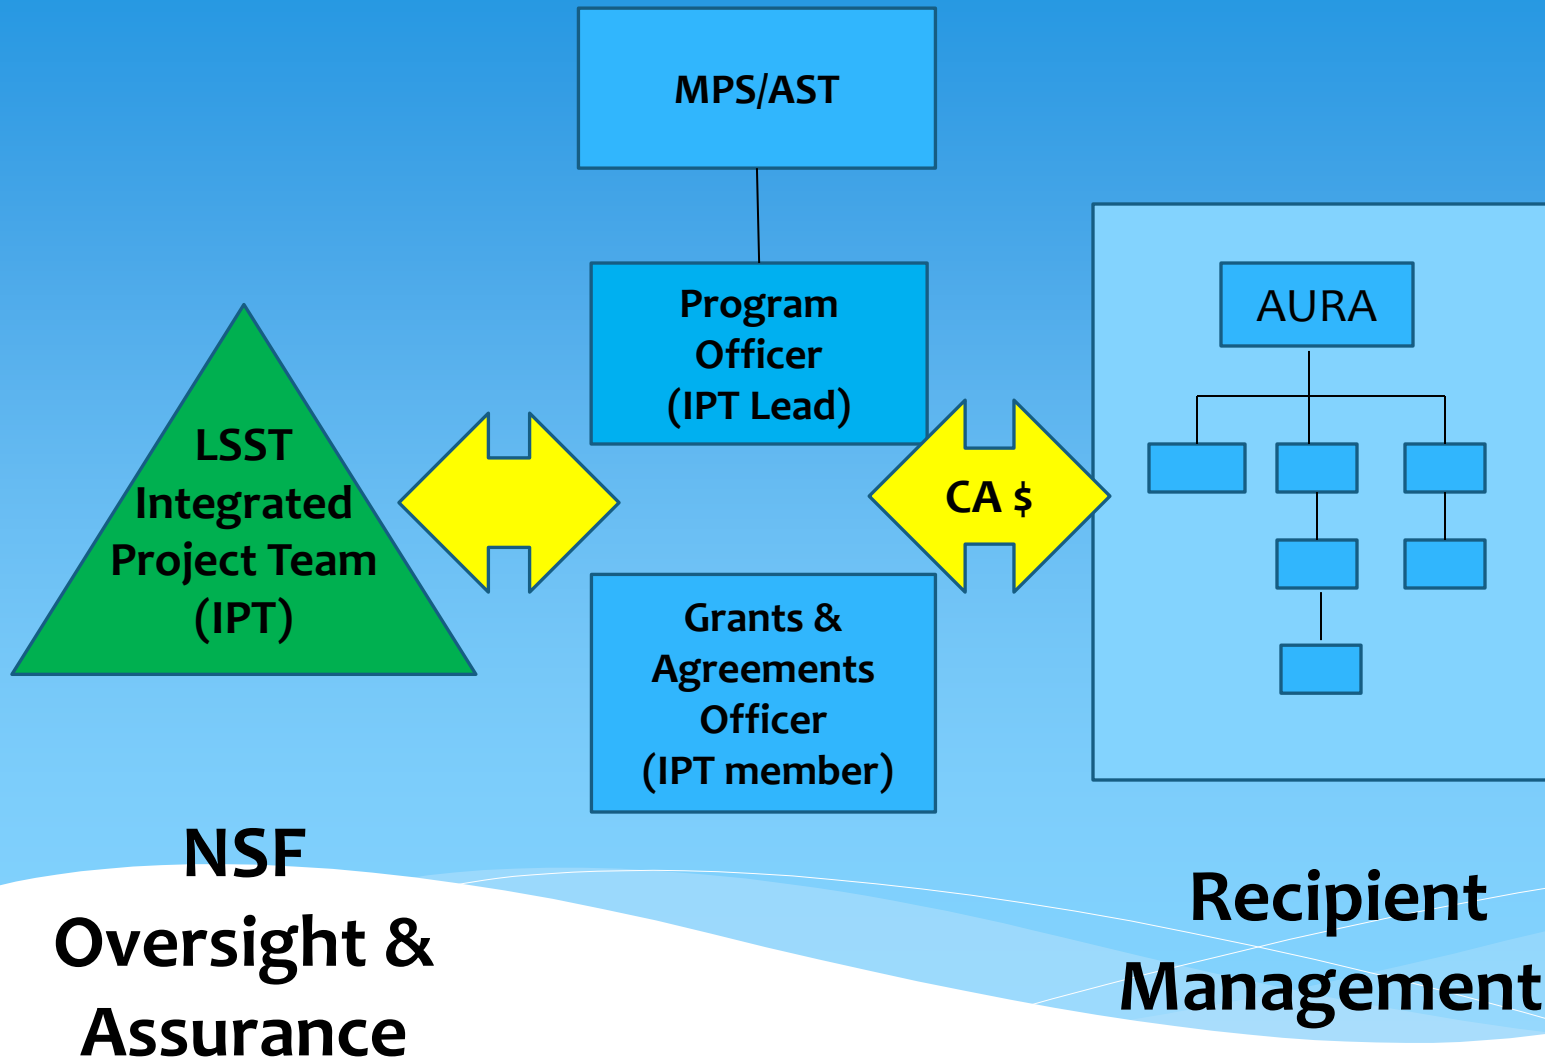 MPS/AST
Program
Officer
(IPT Lead)
AURA
LSST
Integrated
Project Team
(IPT)
CA $
Grants &
Agreements
Officer
(IPT member)
NSF
Oversight &
Assurance
Recipient
Management